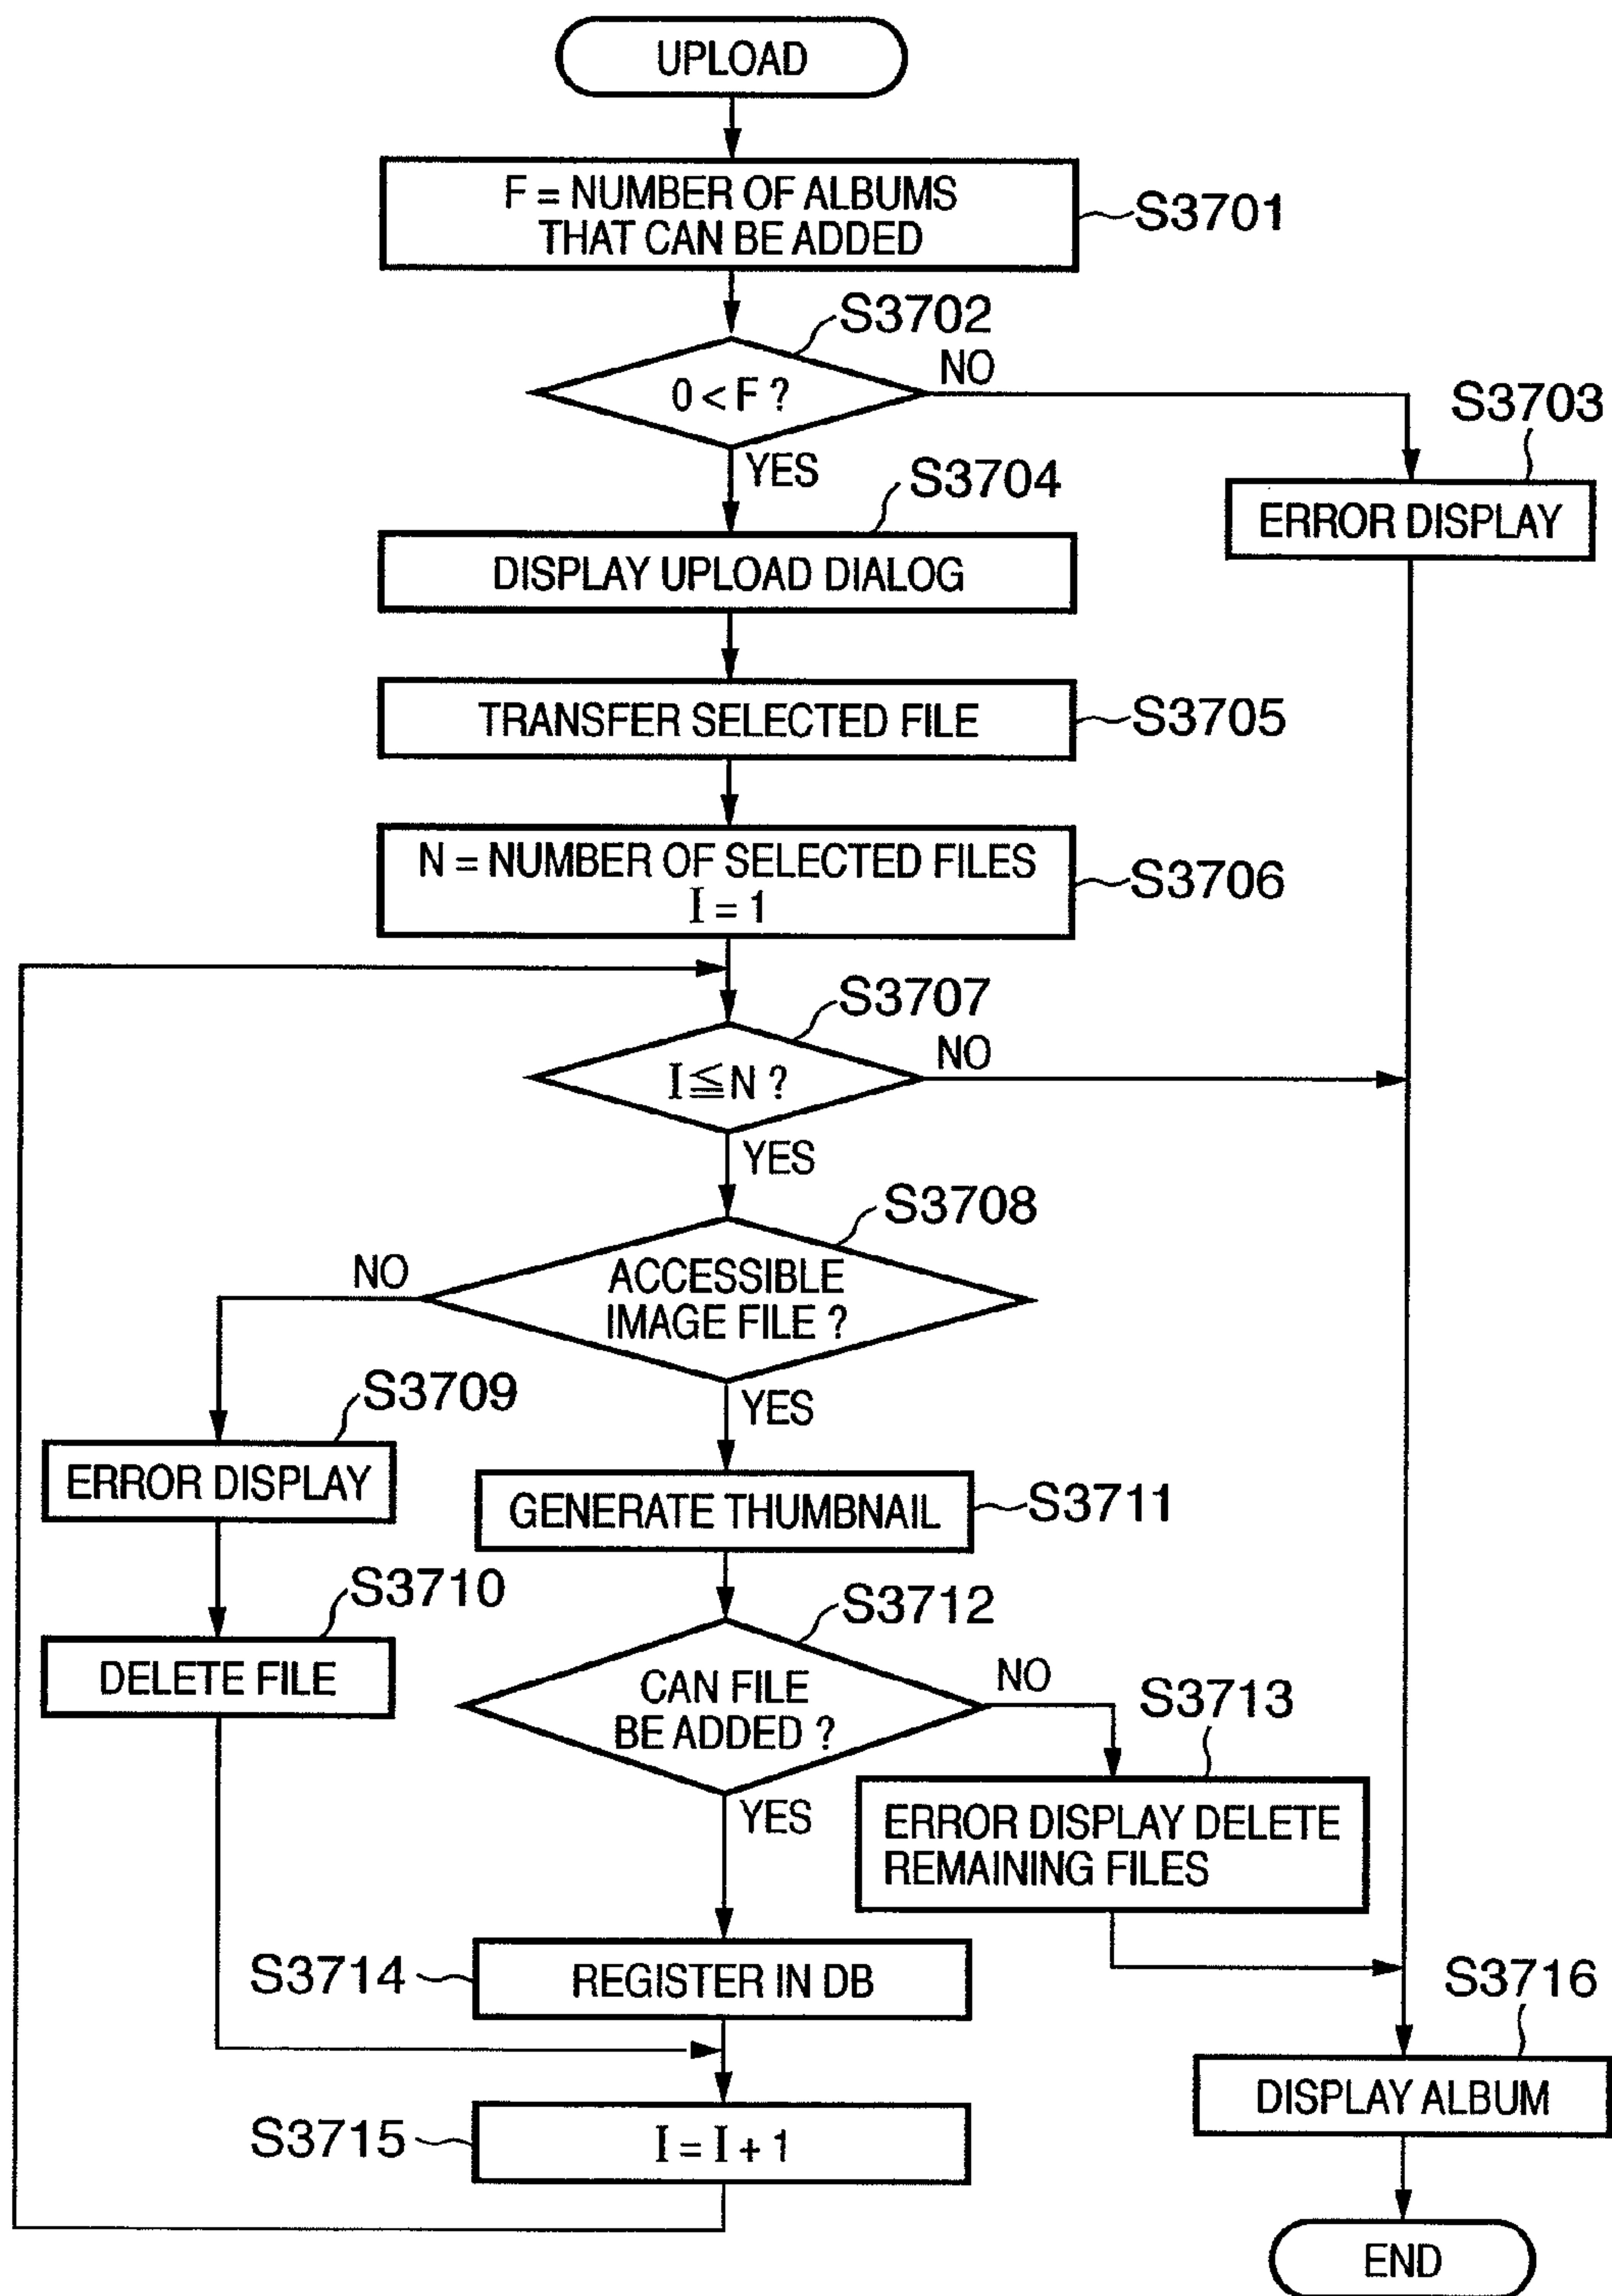 UPLOAD
F = NUMBER OF ALBUMS
THAT CAN BE ADDED
S3701
S3702
0 < F ?
NO
YES
S3703
ERROR DISPLAY
S3704
DISPLAY UPLOAD DIALOG
TRANSFER SELECTED FILE
S3705
N = NUMBER OF SELECTED FILES
I = 1
S3706
S3707
I ≦ N ?
NO
YES
S3708
ACCESSIBLE
IMAGE FILE ?
NO
YES
S3709
ERROR DISPLAY
S3710
DELETE FILE
GENERATE THUMBNAIL
S3711
S3712
CAN FILE
BE ADDED ?
NO
YES
S3713
ERROR DISPLAY DELETE
REMAINING FILES
S3714
REGISTER IN DB
S3715
I = I + 1
S3716
DISPLAY ALBUM
END